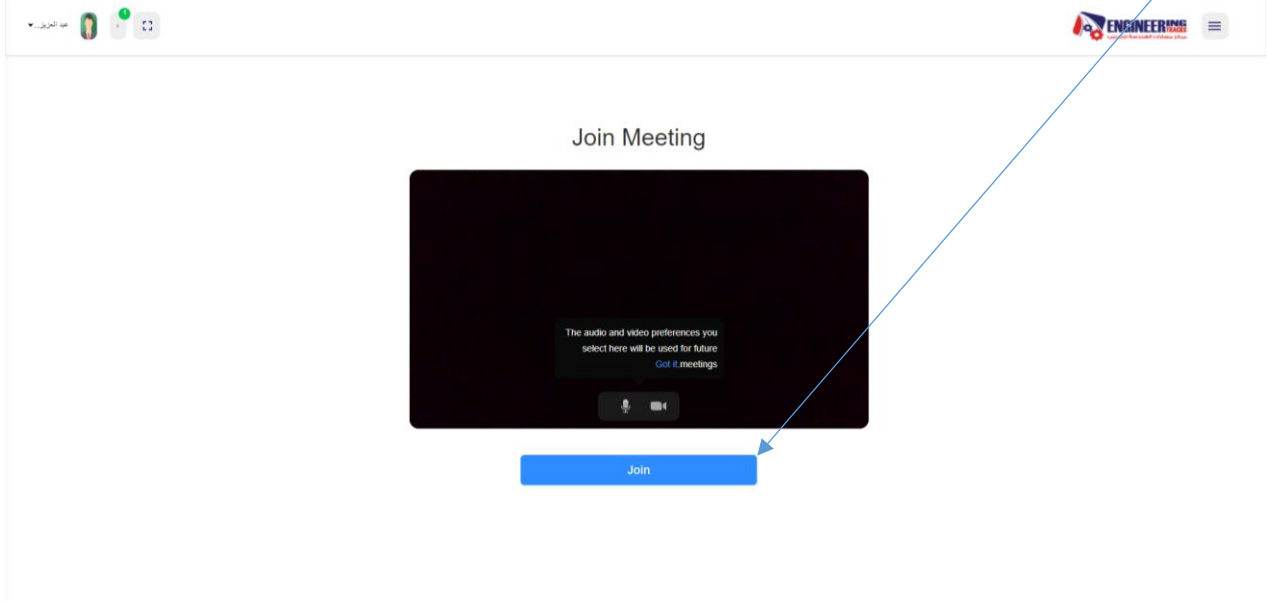 عبد العزيز...
ENGINEERING
TRACKS
Join Meeting
The audio and video preferences you
select here will be used for future
Got it.meetings
Join